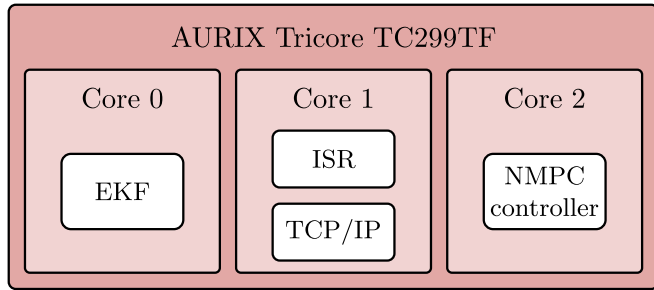 AURIX Tricore TC299TF
Core 0
EKF
Core 1
ISR
TCP/IP
Core 2
NMPC
controller